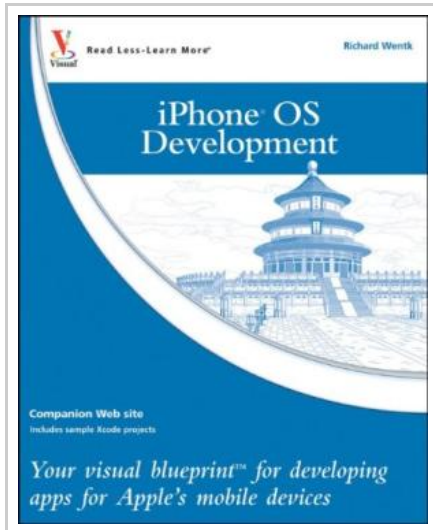 Visual
Read Less-Learn More®
Richard Wentk
iPhone® OS
Development
Companion Web site
Includes sample Xcode projects
Your visual blueprint™ for developing
apps for Apple's mobile devices